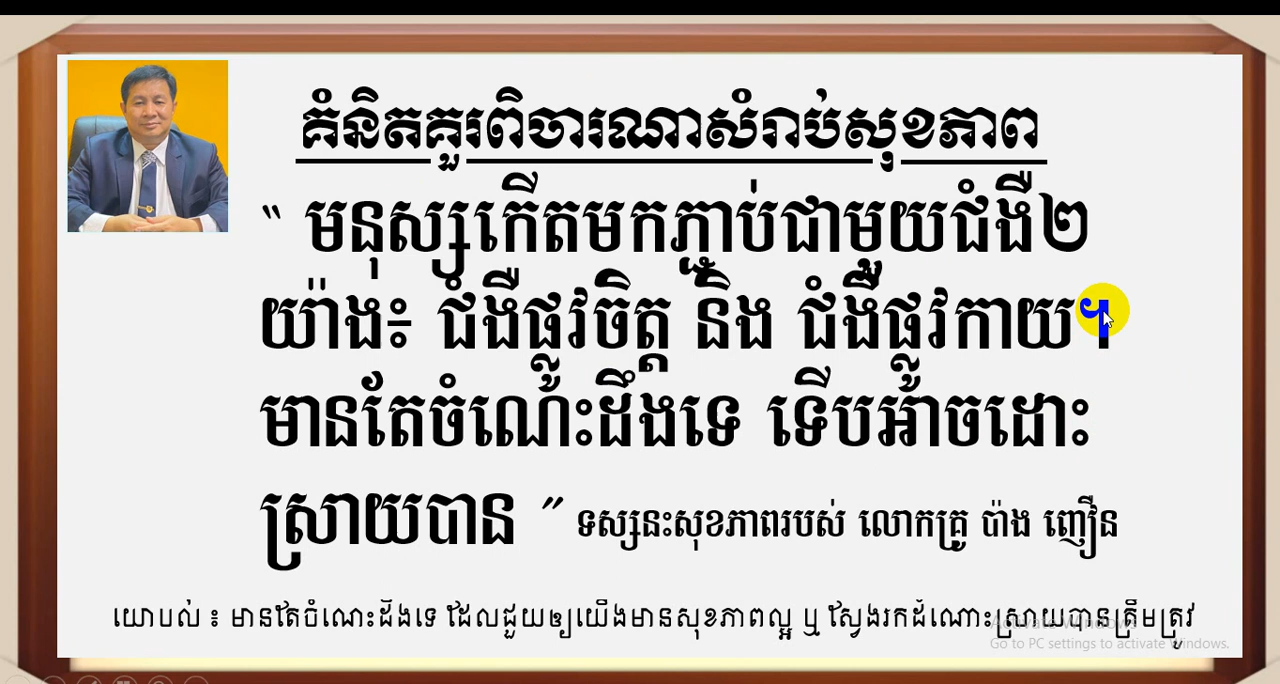 គំនិតគួរពិចារណាសំរាប់សុខភាព
“ មនុស្សកើតមកភ្ជាប់ជាមួយជំងឺ២
យ៉ាង៖ ជំងឺផ្លូវចិត្ត និង ជំងឺផ្លូវកាយ។
មានតែចំណេះដឹងទេ ទើបអាចដោះ
ស្រាយបាន ” ទស្សនះសុខភាពរបស់ លោកគ្រូ ប៉ាង ញឿន
យោបល់ ៖ មានតែចំណេះដឹងទេ ដែលជួយឲ្យយើងមានសុខភាពល្អ ឬ ស្វែងរកដំណោះស្រាយបានត្រឹមត្រូវ
Activate Windows
Go to PC settings to activate Windows.